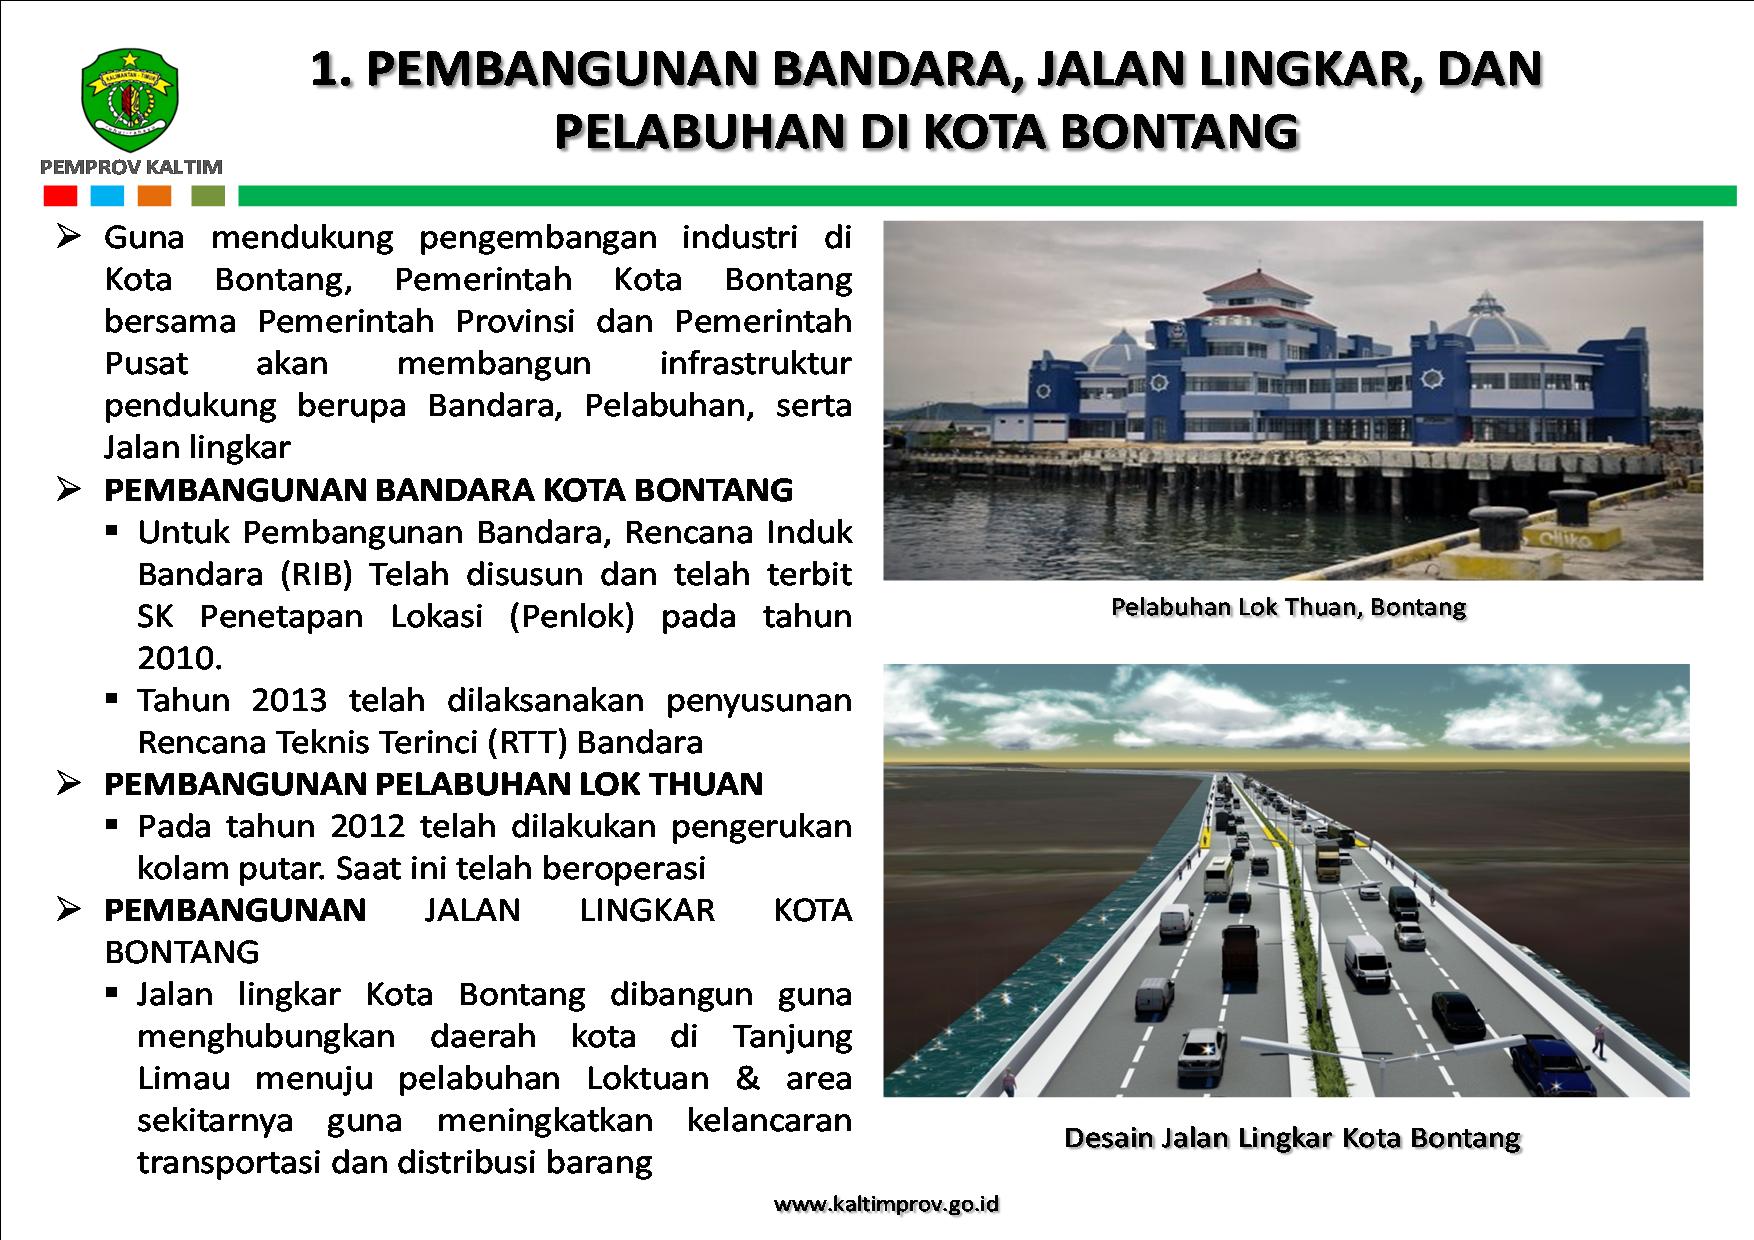 1. PEMBANGUNAN BANDARA, JALAN LINGKAR, DAN
PELABUHAN DI KOTA BONTANG
KALIMANTAN - TIMUR
PEMPROV KALTIM
➢ Guna mendukung pengembangan industri di
Kota Bontang, Pemerintah Kota Bontang
bersama Pemerintah Provinsi dan Pemerintah
Pusat akan membangun infrastruktur
pendukung berupa Bandara, Pelabuhan, serta
Jalan lingkar
➢ PEMBANGUNAN BANDARA KOTA BONTANG
▪ Untuk Pembangunan Bandara, Rencana Induk
Bandara (RIB) Telah disusun dan telah terbit
SK Penetapan Lokasi (Penlok) pada tahun
2010.
▪ Tahun 2013 telah dilaksanakan penyusunan
Rencana Teknis Terinci (RTT) Bandara
➢ PEMBANGUNAN PELABUHAN LOK THUAN
▪ Pada tahun 2012 telah dilakukan pengerukan
kolam putar. Saat ini telah beroperasi
➢ PEMBANGUNAN JALAN LINGKAR KOTA
BONTANG
▪ Jalan lingkar Kota Bontang dibangun guna
menghubungkan daerah kota di Tanjung
Limau menuju pelabuhan Loktuan & area
sekitarnya guna meningkatkan kelancaran
transportasi dan distribusi barang
Pelabuhan Lok Thuan, Bontang
Desain Jalan Lingkar Kota Bontang
www.kaltimprov.go.id